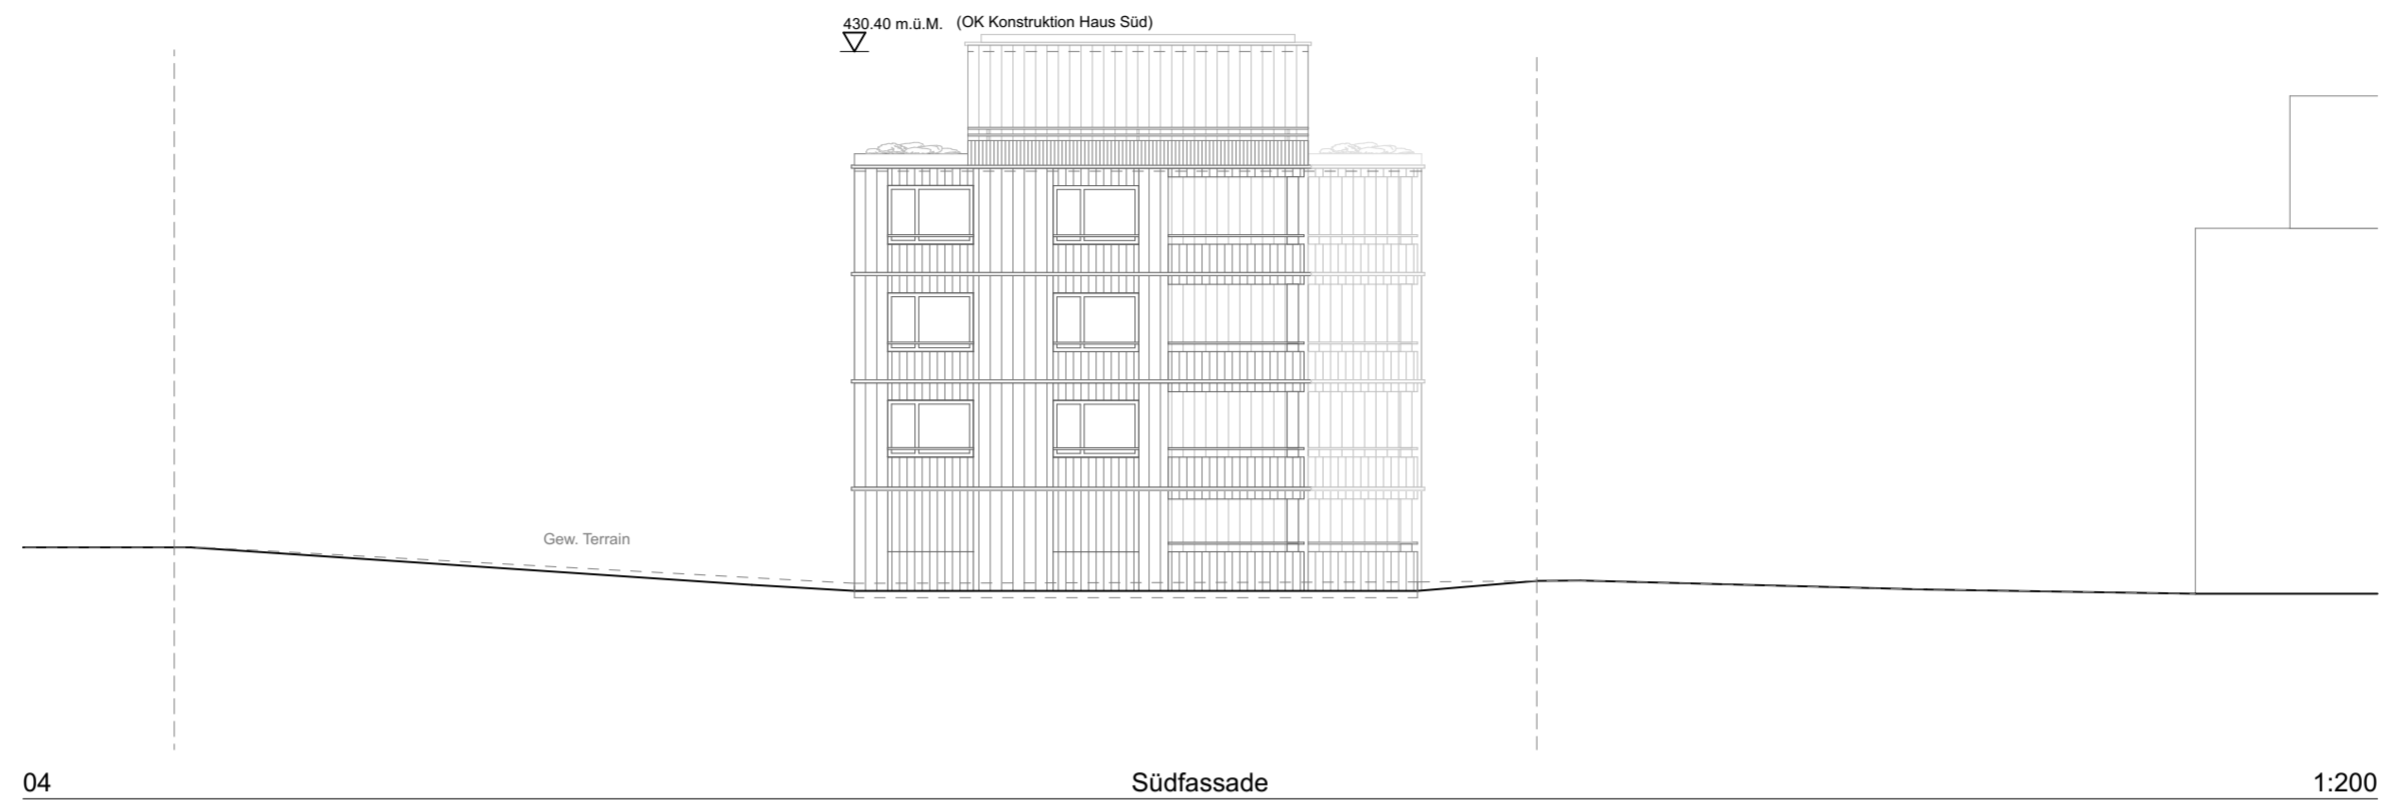 430.40 m.ü.M. (OK Konstruktion Haus Süd)
Gew. Terrain
04 Südfassade 1:200